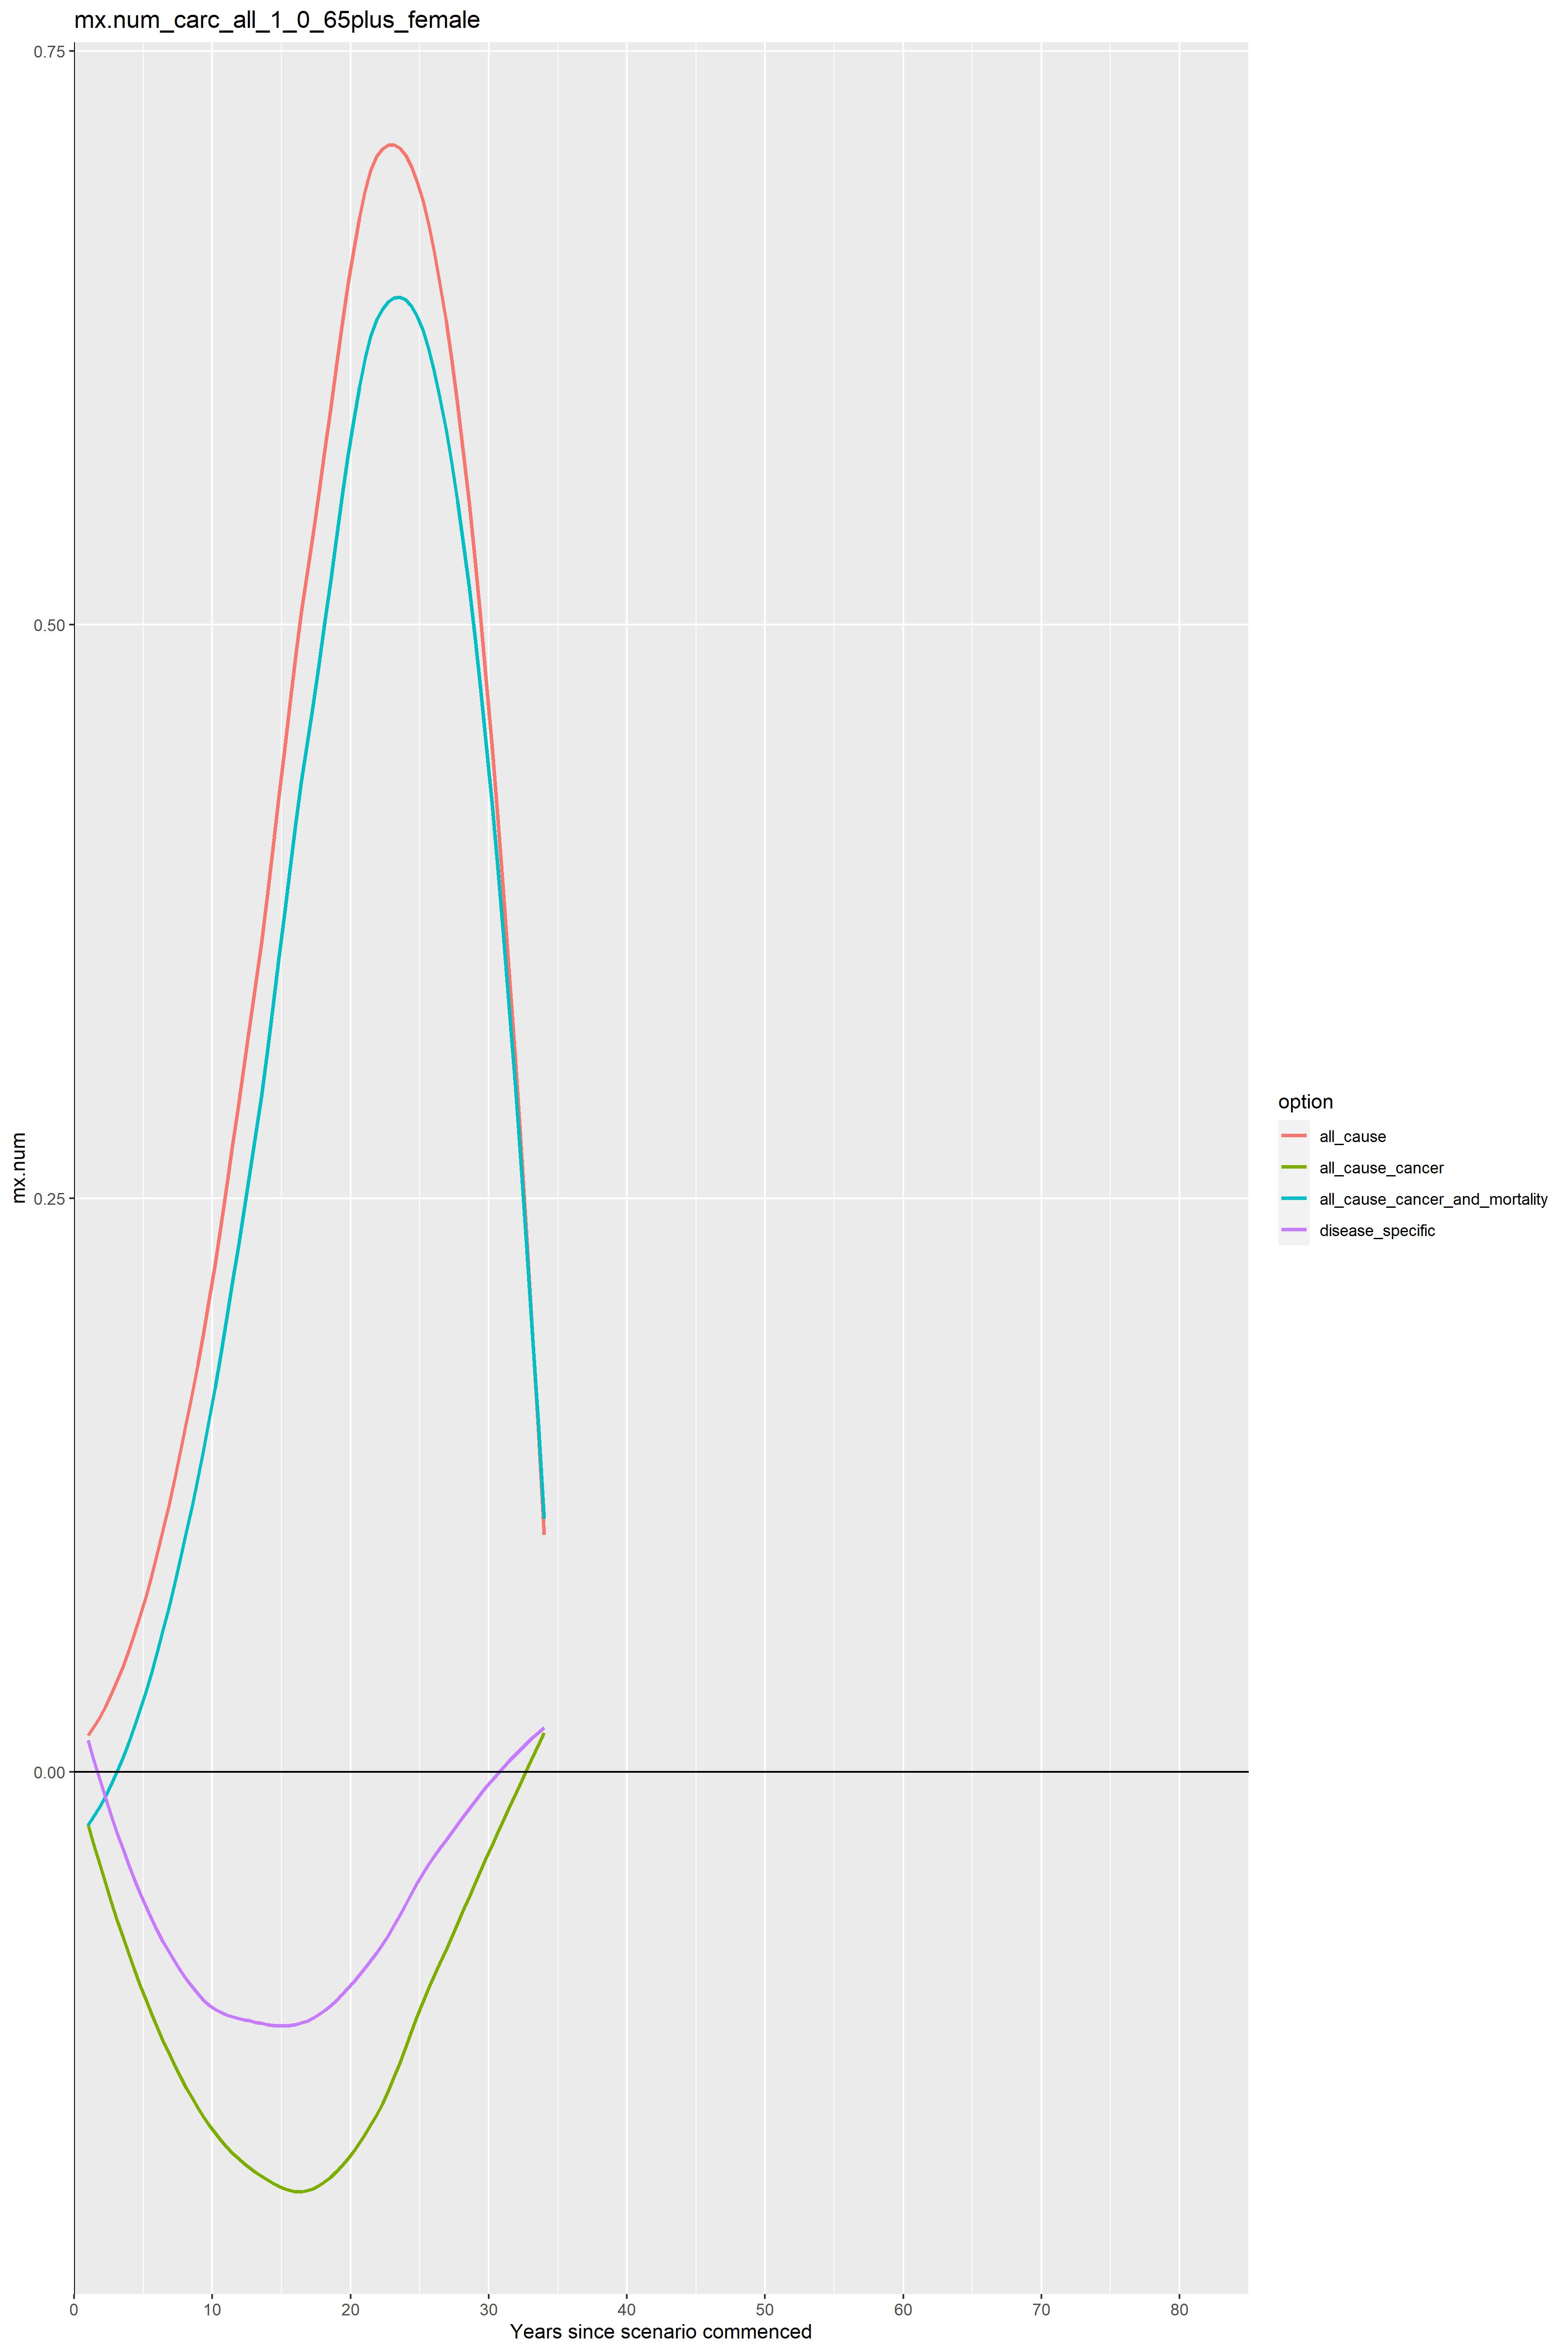 mx.num_carc_all_1_0_65plus_female
0.75
0.50
0.25
0.00
mx.num
0 10 20 30 40 50 60 70 80
Years since scenario commenced
option
all_cause
all_cause_cancer
all_cause_cancer_and_mortality
disease_specific